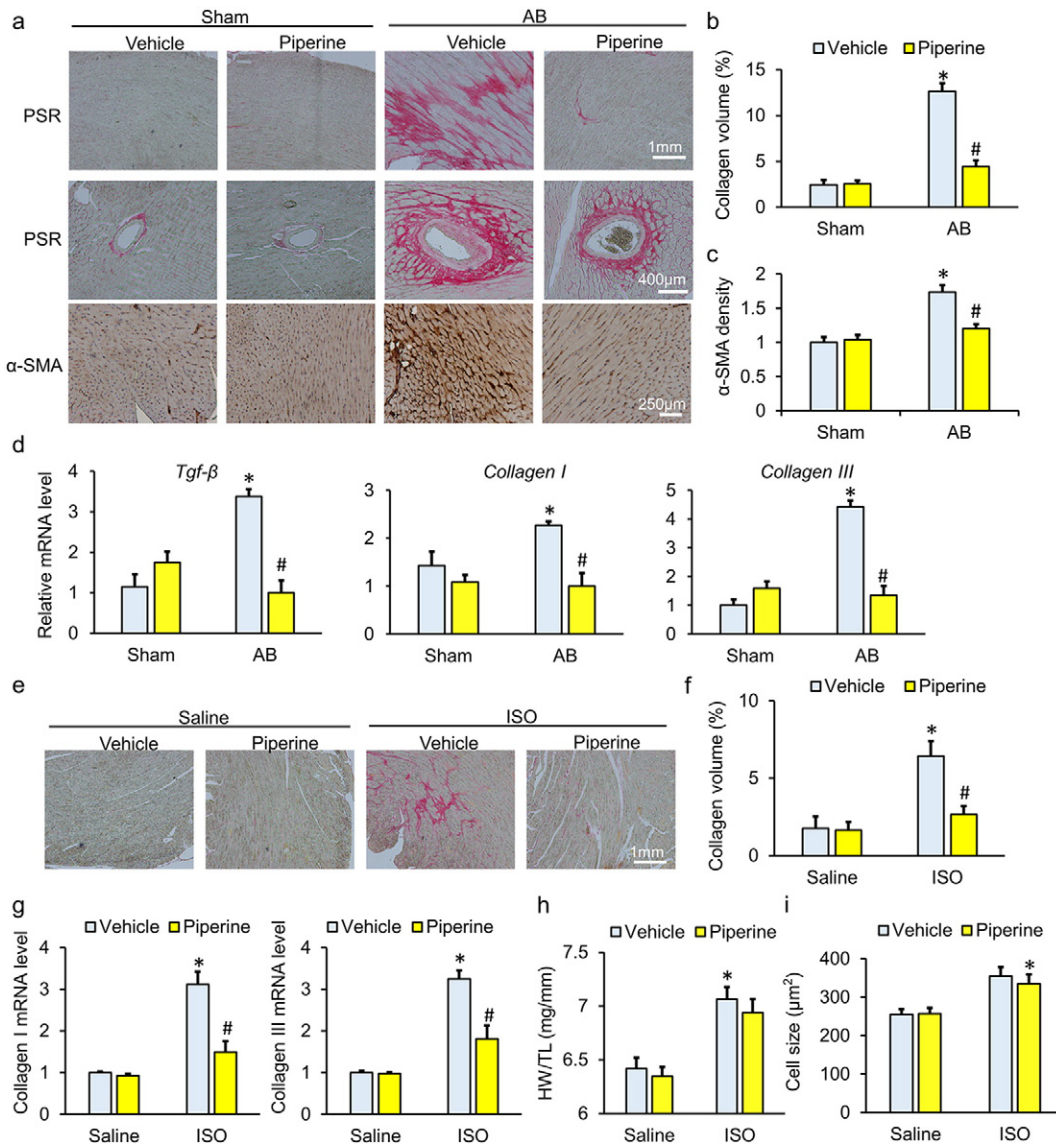 a
Sham
AB
Vehicle
Piperine
Vehicle
Piperine
PSR
1mm
PSR
400μm
α-SMA
250μm
b
Vehicle
Piperine
Collagen volume (%)
15
10
5
0
*
#
Sham
AB
c
α-SMA density
2
1.5
1
0.5
0
*
#
Sham
AB
d
Relative mRNA level
Tgf-β
4
3
2
1
0
*
#
Sham
AB
Collagen I
3
2
1
0
*
#
Sham
AB
Collagen III
5
4
3
2
1
0
*
#
Sham
AB
e
Saline
ISO
Vehicle
Piperine
Vehicle
Piperine
1mm
f
Vehicle
Piperine
Collagen volume (%)
10
5
0
*
#
Saline
ISO
g
Vehicle
Piperine
Collagen I mRNA level
4
3
2
1
0
*
#
Saline
ISO
Vehicle
Piperine
Collagen III mRNA level
4
3
2
1
0
*
#
Saline
ISO
h
Vehicle
Piperine
HW/TL (mg/mm)
7.5
7
6.5
6
*
Saline
ISO
i
Vehicle
Piperine
Cell size (μm²)
400
300
200
100
0
*
Saline
ISO